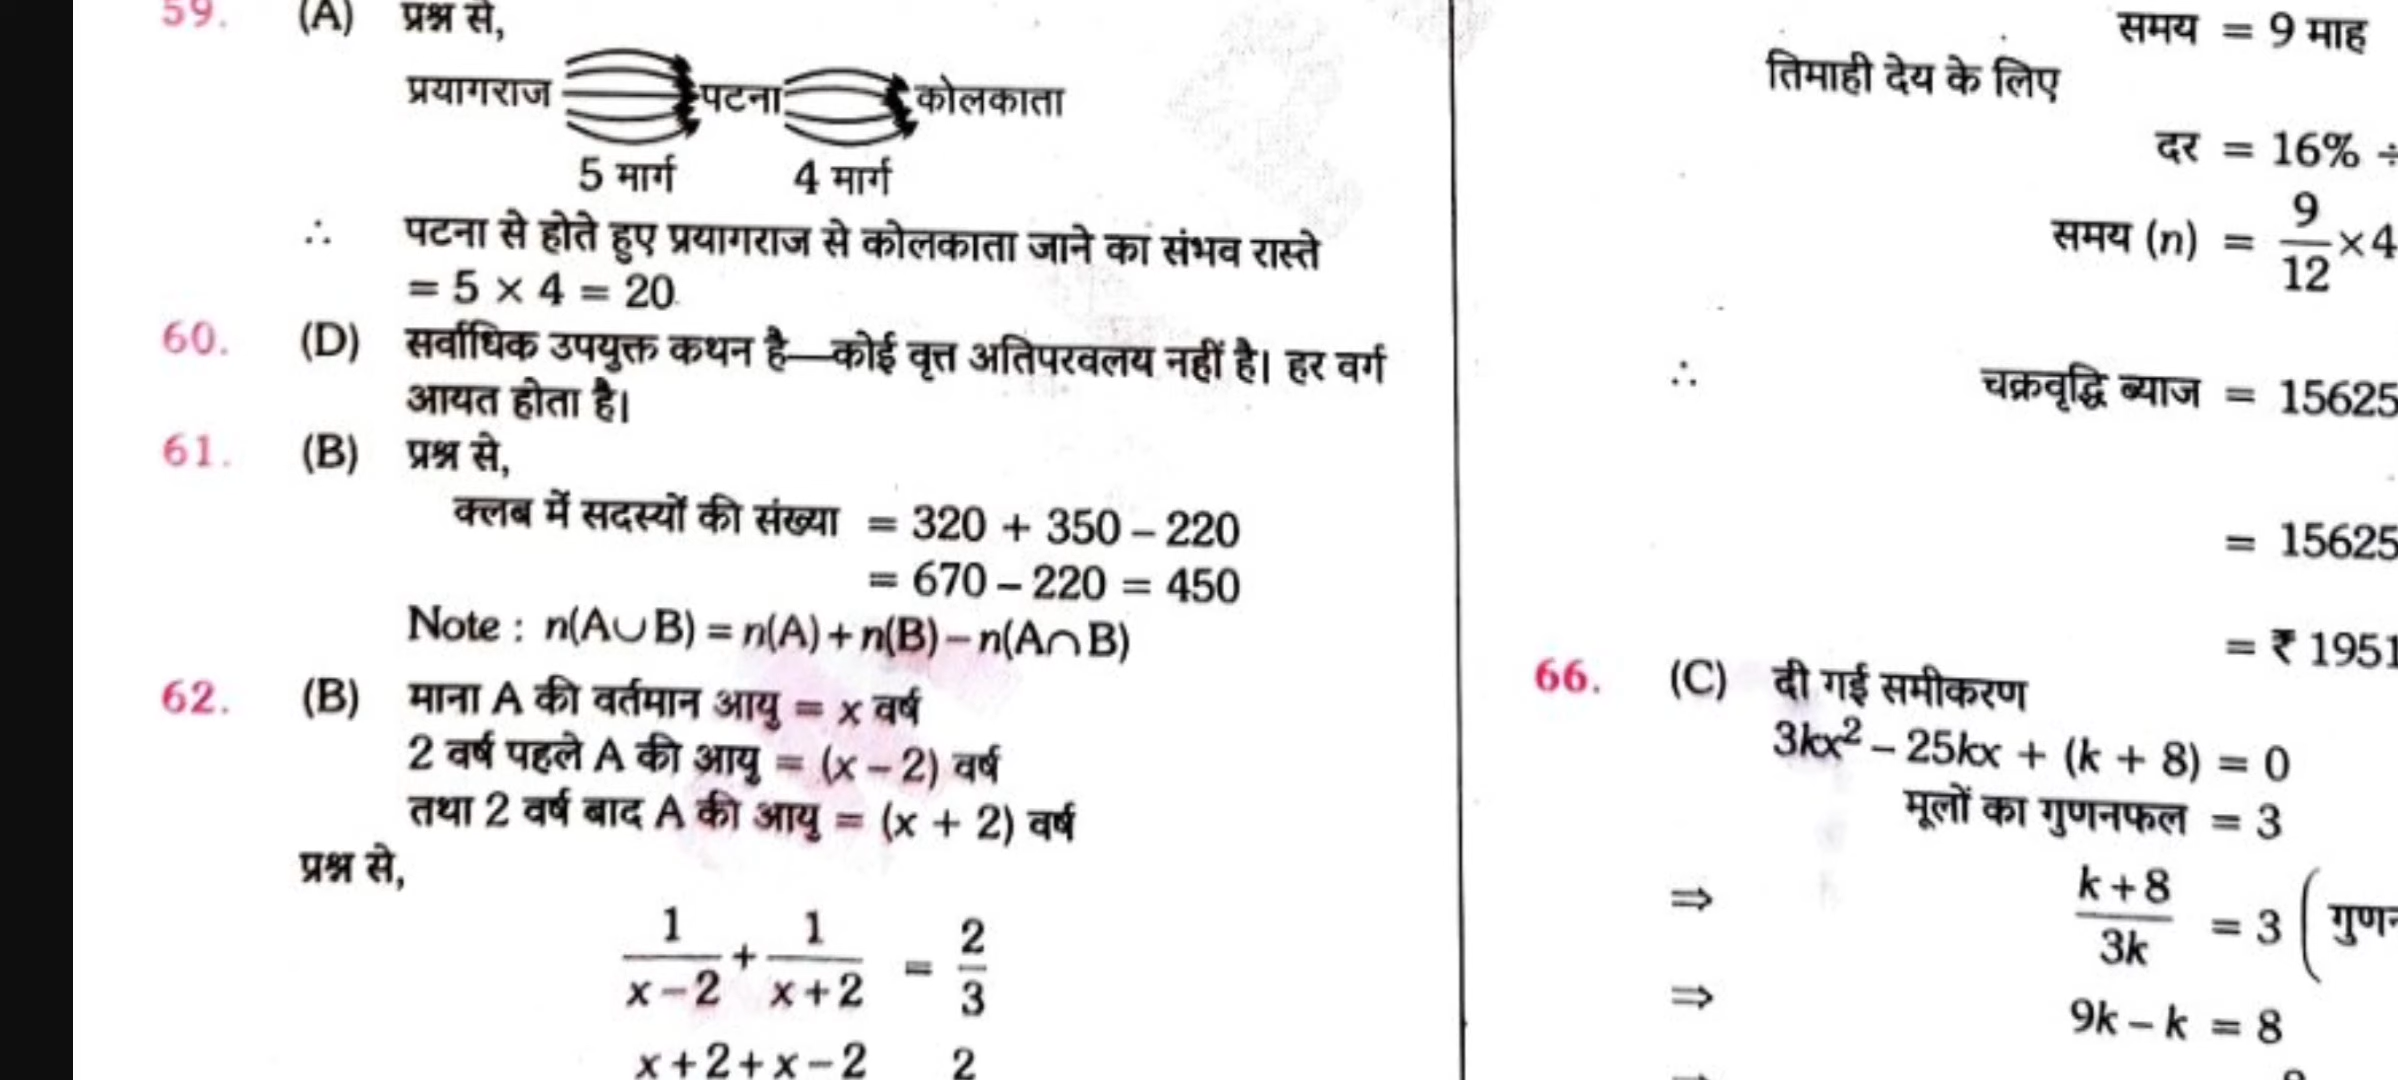 59. (A) प्रश्न से,
प्रयागराज पटना कोलकाता
5 मार्ग 4 मार्ग
∴ पटना से होते हुए प्रयागराज से कोलकाता जाने का संभव रास्ते
= 5 × 4 = 20
60. (D) सर्वाधिक उपयुक्त कथन है—कोई वृत्त अतिपरवलय नहीं है। हर वर्ग
आयत होता है।
61. (B) प्रश्न से,
क्लब में सदस्यों की संख्या = 320 + 350 – 220
= 670 – 220 = 450
Note : n(A∪B) = n(A) + n(B) – n(A∩B)
62. (B) माना A की वर्तमान आयु = x वर्ष
2 वर्ष पहले A की आयु = (x – 2) वर्ष
तथा 2 वर्ष बाद A की आयु = (x + 2) वर्ष
प्रश्न से,
1/(x – 2) + 1/(x + 2) = 2/3
x + 2 + x – 2 2
समय = 9 माह
तिमाही देय के लिए
दर = 16% ÷
समय (n) = 9/12 × 4
∴ चक्रवृद्धि ब्याज = 15625
= 15625
= ₹ 1951
66. (C) दी गई समीकरण
3kx² – 25kx + (k + 8) = 0
मूलों का गुणनफल = 3
⇒ (k + 8)/3k = 3 (
⇒ 9k – k = 8